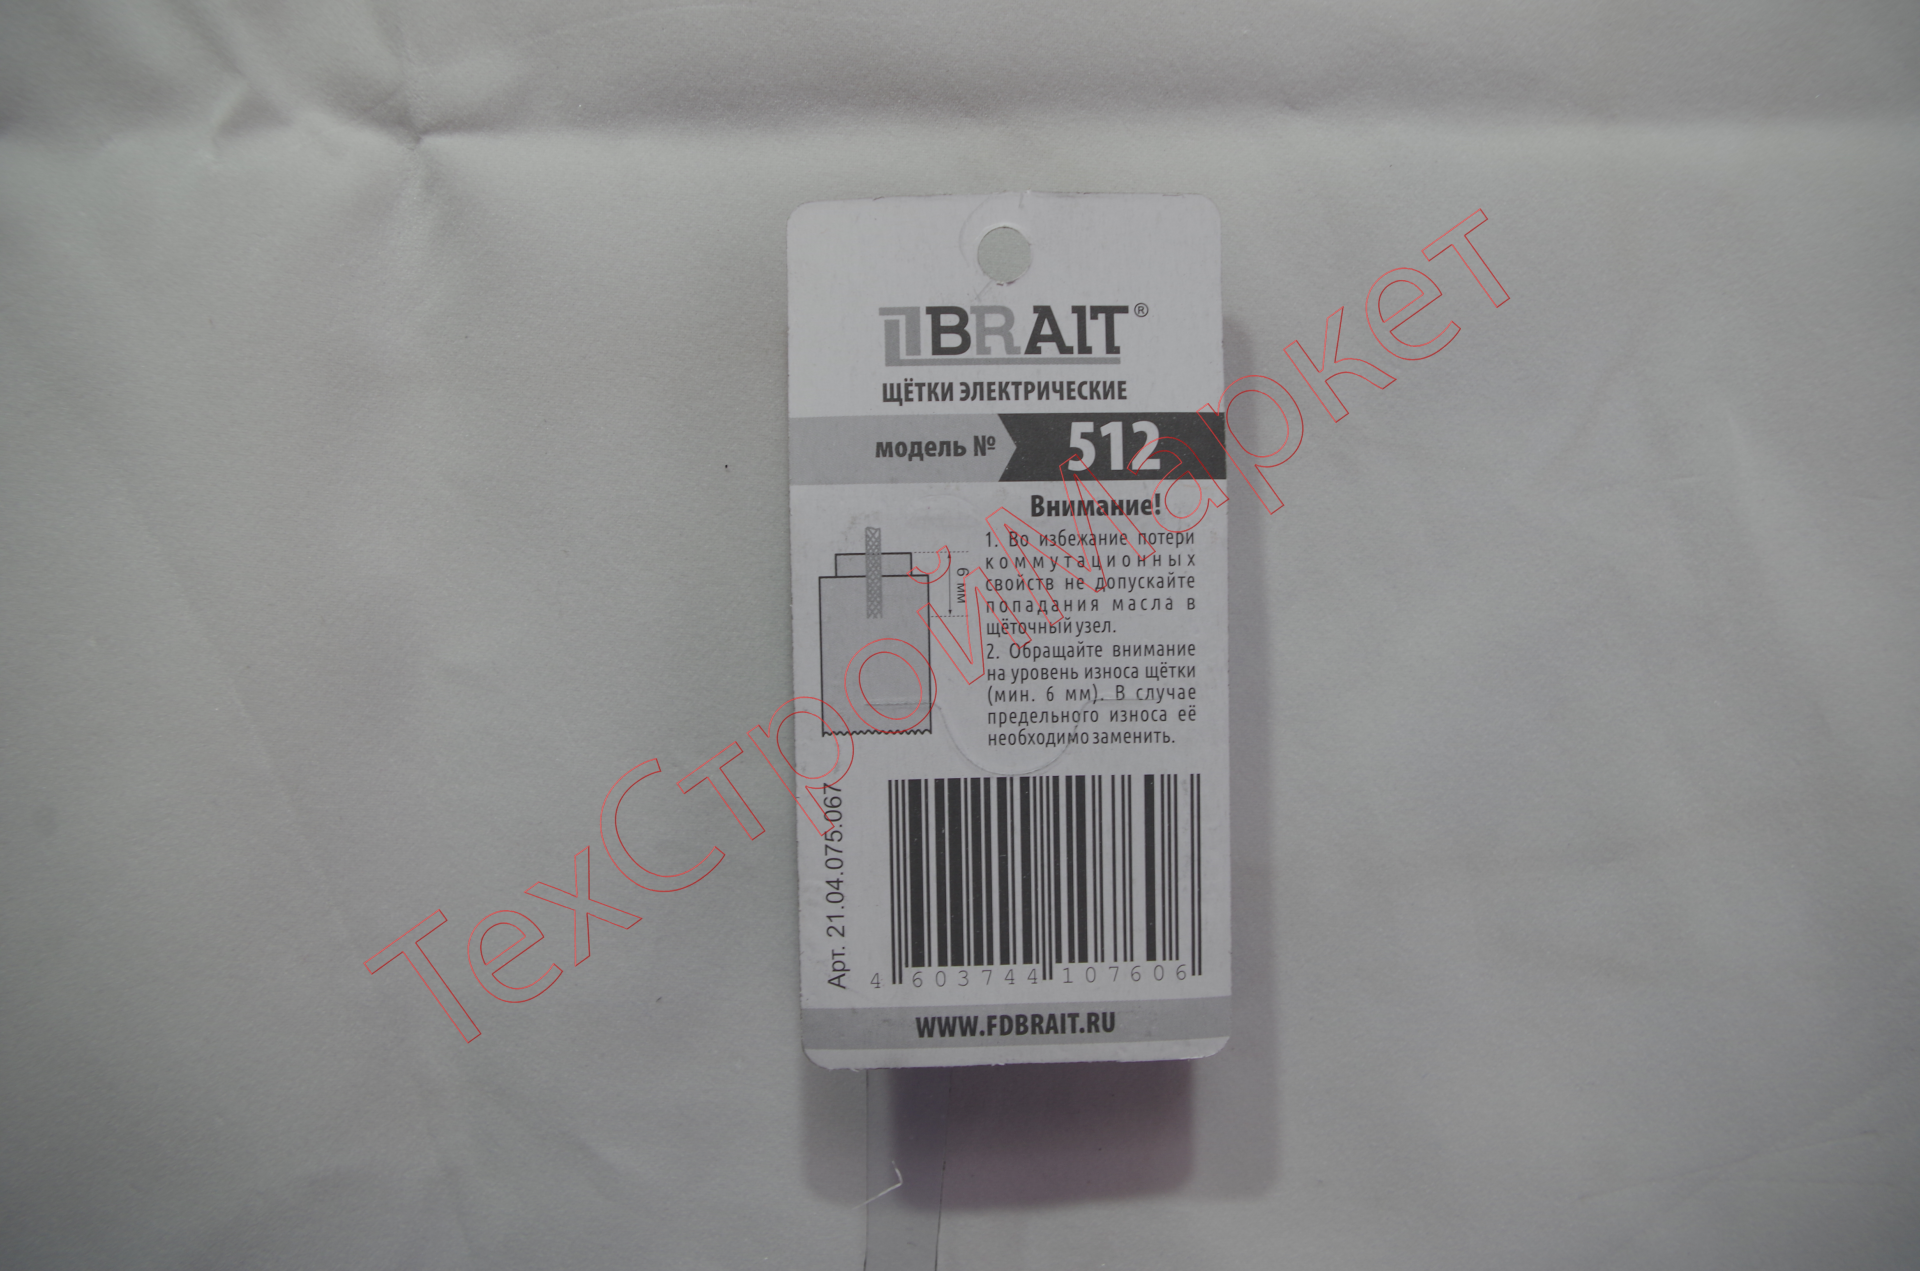 BRAIT®
ЩЁТКИ ЭЛЕКТРИЧЕСКИЕ
модель № 512
Внимание!
1. Во избежание потери
коммутационных
свойств не допускайте
попадания масла в
щёточный узел.
2. Обращайте внимание
на уровень износа щётки
(мин. 6 мм). В случае
предельного износа её
необходимо заменить.
6 мм
Арт. 21.04.075.067
4 603744 107606
WWW.FDBRAIT.RU
ТехСтройМаркет